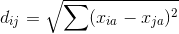 d_{ij} = \sqrt{\sum (x_{ia} - x_{ja})^2}